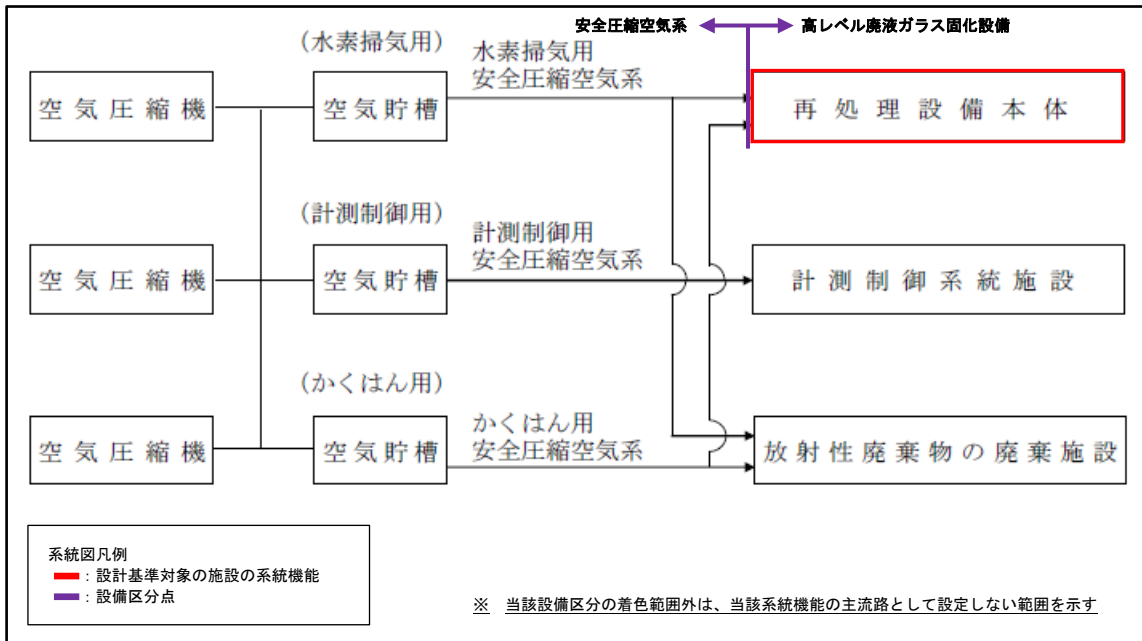 安全圧縮空気系
高レベル廃液ガラス固化設備
(水素掃気用)
水素掃気用
安全圧縮空気系
空気圧縮機
空気貯槽
再処理設備本体
(計測制御用)
計測制御用
安全圧縮空気系
空気圧縮機
空気貯槽
計測制御系統施設
(かくはん用)
かくはん用
安全圧縮空気系
空気圧縮機
空気貯槽
放射性廃棄物の廃棄施設
系統図凡例
：設計基準対象の施設の系統機能
：設備区分点
※ 当該設備区分の着色範囲外は、当該系統機能の主流路として設定しない範囲を示す